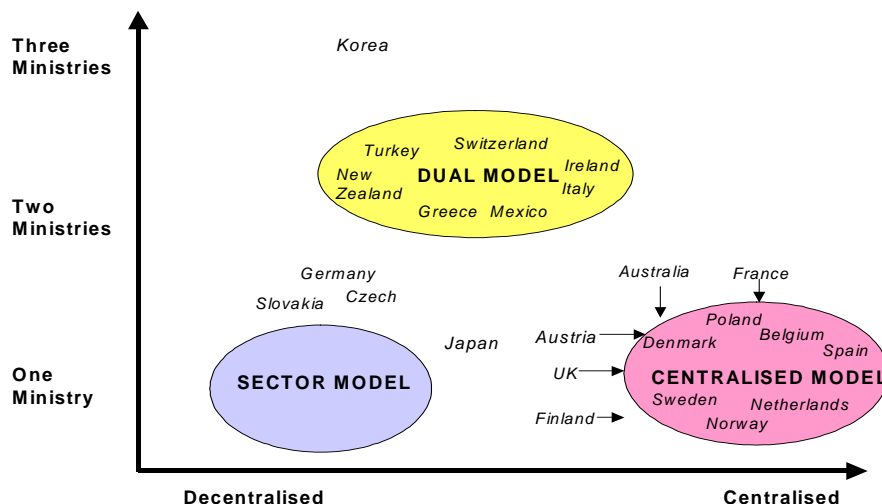 Three
Ministries
Korea
Turkey
Switzerland
New
Zealand
DUAL MODEL
Ireland
Italy
Greece
Mexico
Two
Ministries
Germany
Slovakia
Czech
Japan
Australia
France
Austria
UK
Finland
Poland
Denmark
Belgium
Spain
One
Ministry
SECTOR MODEL
CENTRALISED MODEL
Sweden
Netherlands
Norway
Decentralised
Centralised